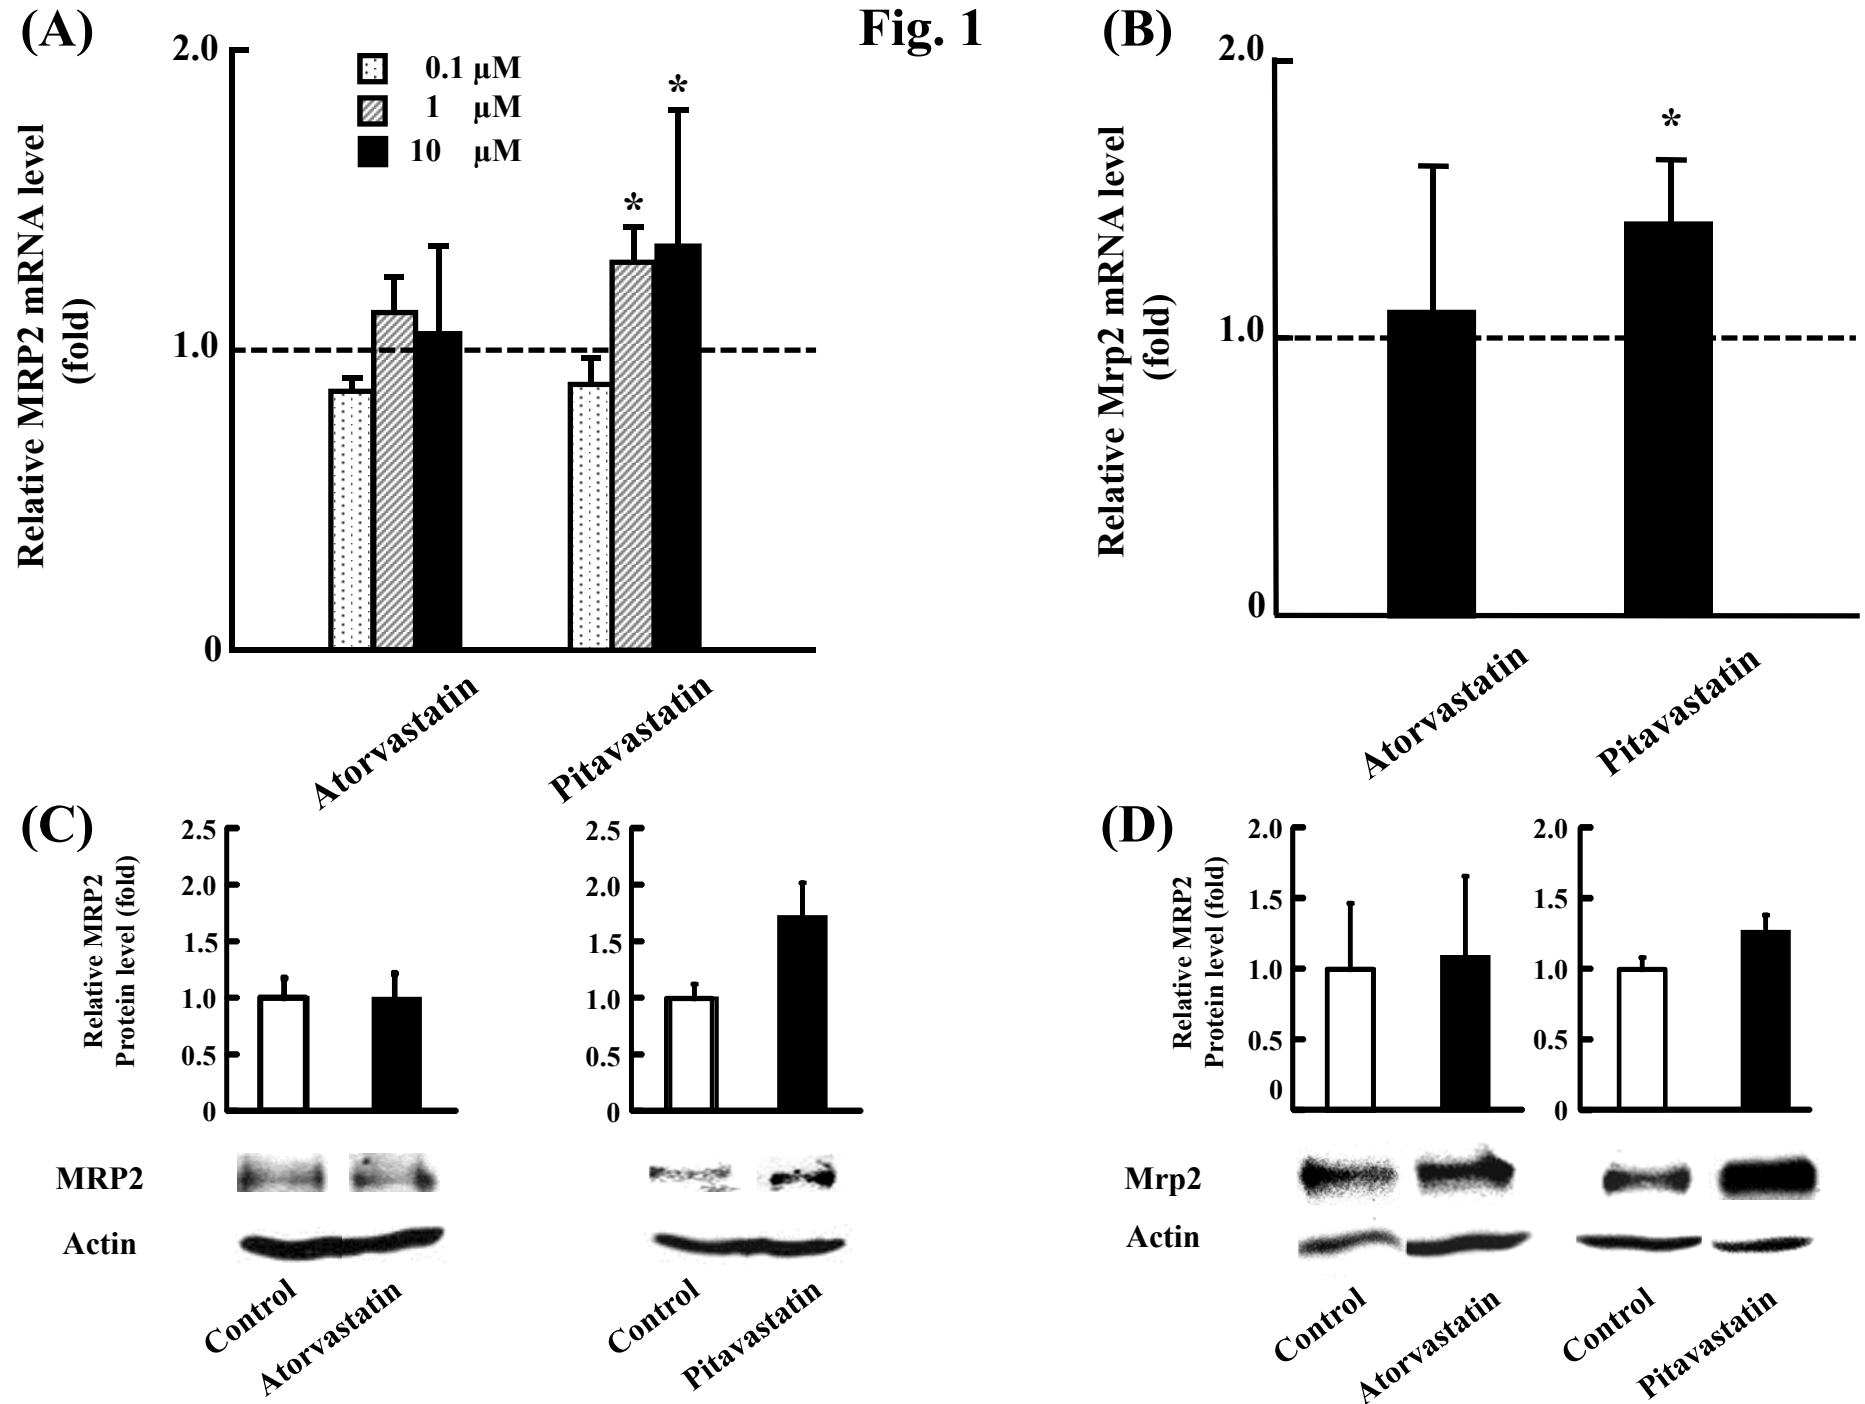 Fig. 1
(A)
Relative MRP2 mRNA level
(fold)
2.0
1.0
0
0.1 μM
1 μM
10 μM
*
*
Atorvastatin
Pitavastatin
(B)
Relative Mrp2 mRNA level
(fold)
2.0
1.0
0
*
Atorvastatin
Pitavastatin
(C)
Relative MRP2
Protein level (fold)
2.5
2.0
1.5
1.0
0.5
0
2.5
2.0
1.5
1.0
0.5
0
MRP2
Actin
Control
Atorvastatin
Control
Pitavastatin
(D)
Relative MRP2
Protein level (fold)
2.0
1.5
1.0
0.5
0
2.0
1.5
1.0
0.5
0
Mrp2
Actin
Control
Atorvastatin
Control
Pitavastatin